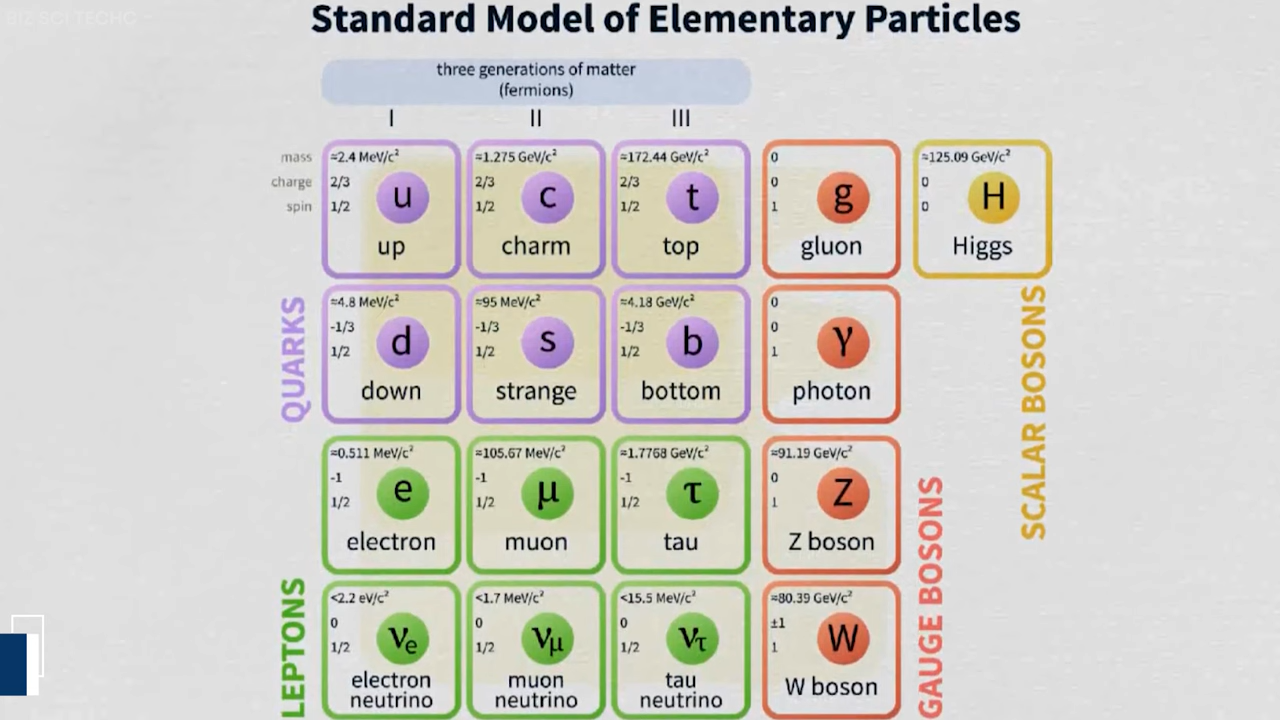 BIZ SCI TECHO
Standard Model of Elementary Particles
three generations of matter
(fermions)
I II III
mass
charge
spin
≈2.4 MeV/c²
2/3
1/2
u
up
≈1.275 GeV/c²
2/3
1/2
c
charm
≈172.44 GeV/c²
2/3
1/2
t
top
0
0
1
g
gluon
≈125.09 GeV/c²
0
0
H
Higgs
QUARKS
≈4.8 MeV/c²
-1/3
1/2
d
down
≈95 MeV/c²
-1/3
1/2
s
strange
≈4.18 GeV/c²
-1/3
1/2
b
bottom
0
0
1
γ
photon
SCALAR BOSONS
≈0.511 MeV/c²
-1
1/2
e
electron
≈105.67 MeV/c²
-1
1/2
μ
muon
≈1.7768 GeV/c²
-1
1/2
τ
tau
≈91.19 GeV/c²
0
1
Z
Z boson
LEPTONS
<2.2 eV/c²
0
1/2
νe
electron
neutrino
<1.7 MeV/c²
0
1/2
νμ
muon
neutrino
<15.5 MeV/c²
0
1/2
ντ
tau
neutrino
≈80.39 GeV/c²
±1
1
W
W boson
GAUGE BOSONS